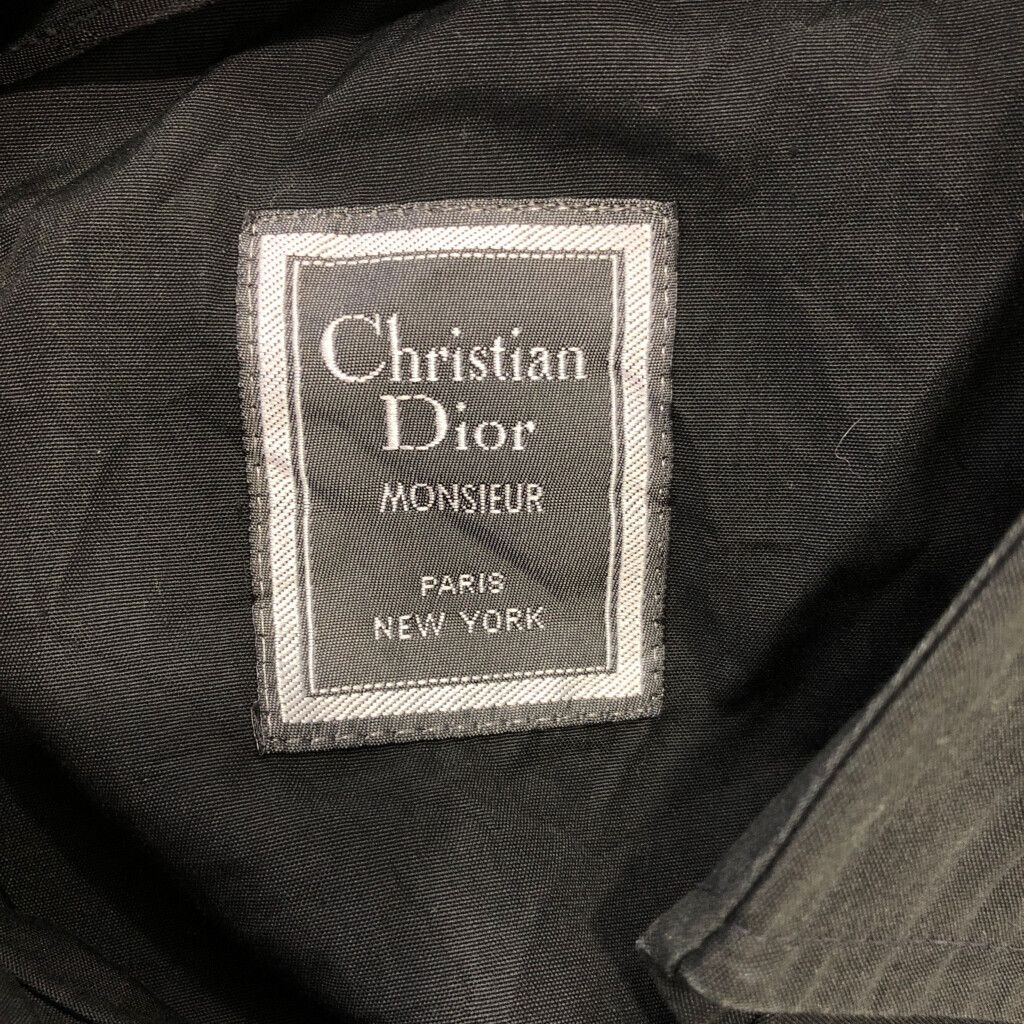 Christian
Dior
MONSIEUR
PARIS
NEW YORK